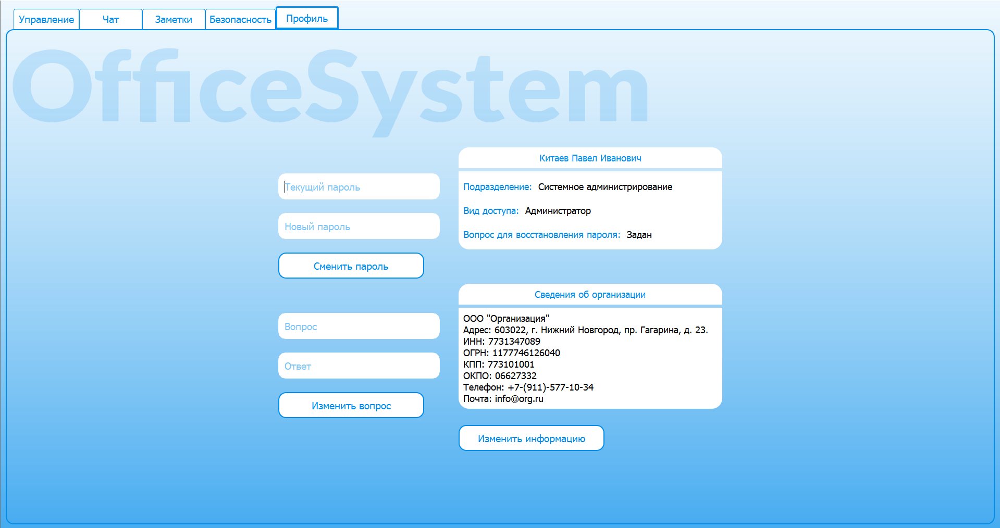 Управление
Чат
Заметки
Безопасность
Профиль
OfficeSystem
Текущий пароль
Новый пароль
Сменить пароль
Вопрос
Ответ
Изменить вопрос
Китаев Павел Иванович
Подразделение: Системное администрирование
Вид доступа: Администратор
Вопрос для восстановления пароля: Задан
Сведения об организации
ООО "Организация"
Адрес: 603022, г. Нижний Новгород, пр. Гагарина, д. 23.
ИНН: 7731347089
ОГРН: 1177746126040
КПП: 773101001
ОКПО: 06627332
Телефон: +7-(911)-577-10-34
Почта: info@org.ru
Изменить информацию